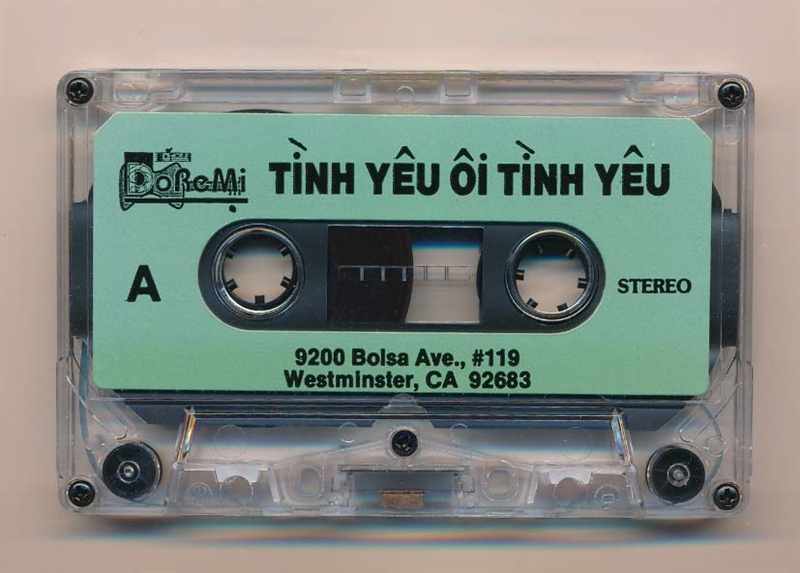 DoReMi
TÌNH YÊU ÔI TÌNH YÊU
A
STEREO
9200 Bolsa Ave., #119
Westminster, CA 92683